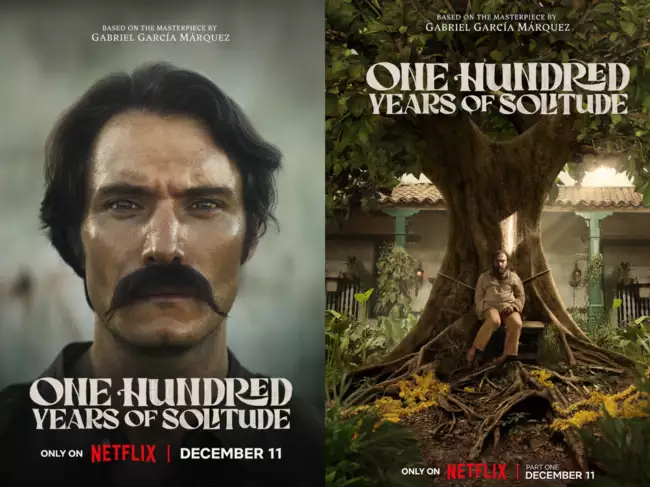 BASED ON THE MASTERPIECE BY
GABRIEL GARCÍA MÁRQUEZ
ONE HUNDRED
YEARS OF SOLITUDE
ONLY ON NETFLIX | DECEMBER 11
BASED ON THE MASTERPIECE BY
GABRIEL GARCÍA MÁRQUEZ
ONE HUNDRED
YEARS OF SOLITUDE
ONLY ON NETFLIX | PART ONE
DECEMBER 11